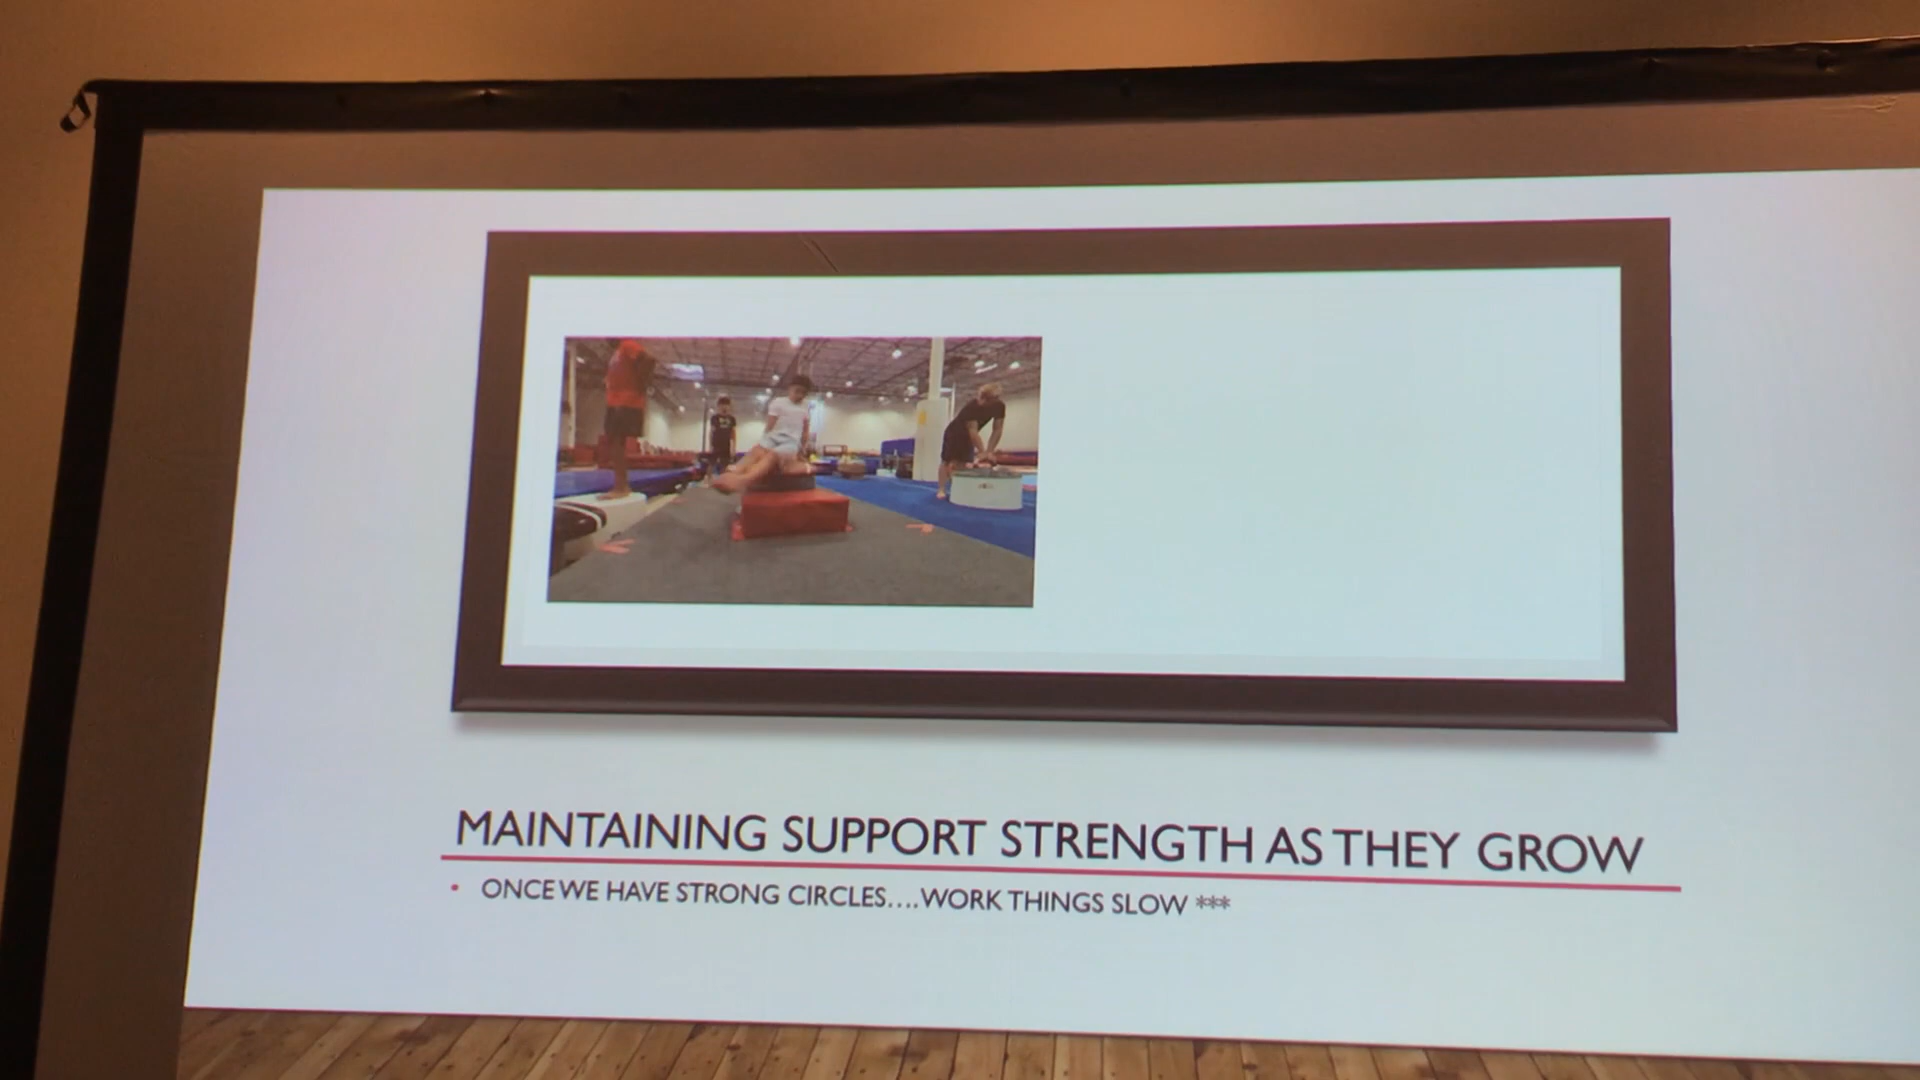 MAINTAINING SUPPORT STRENGTH AS THEY GROW
• ONCE WE HAVE STRONG CIRCLES....WORK THINGS SLOW ***